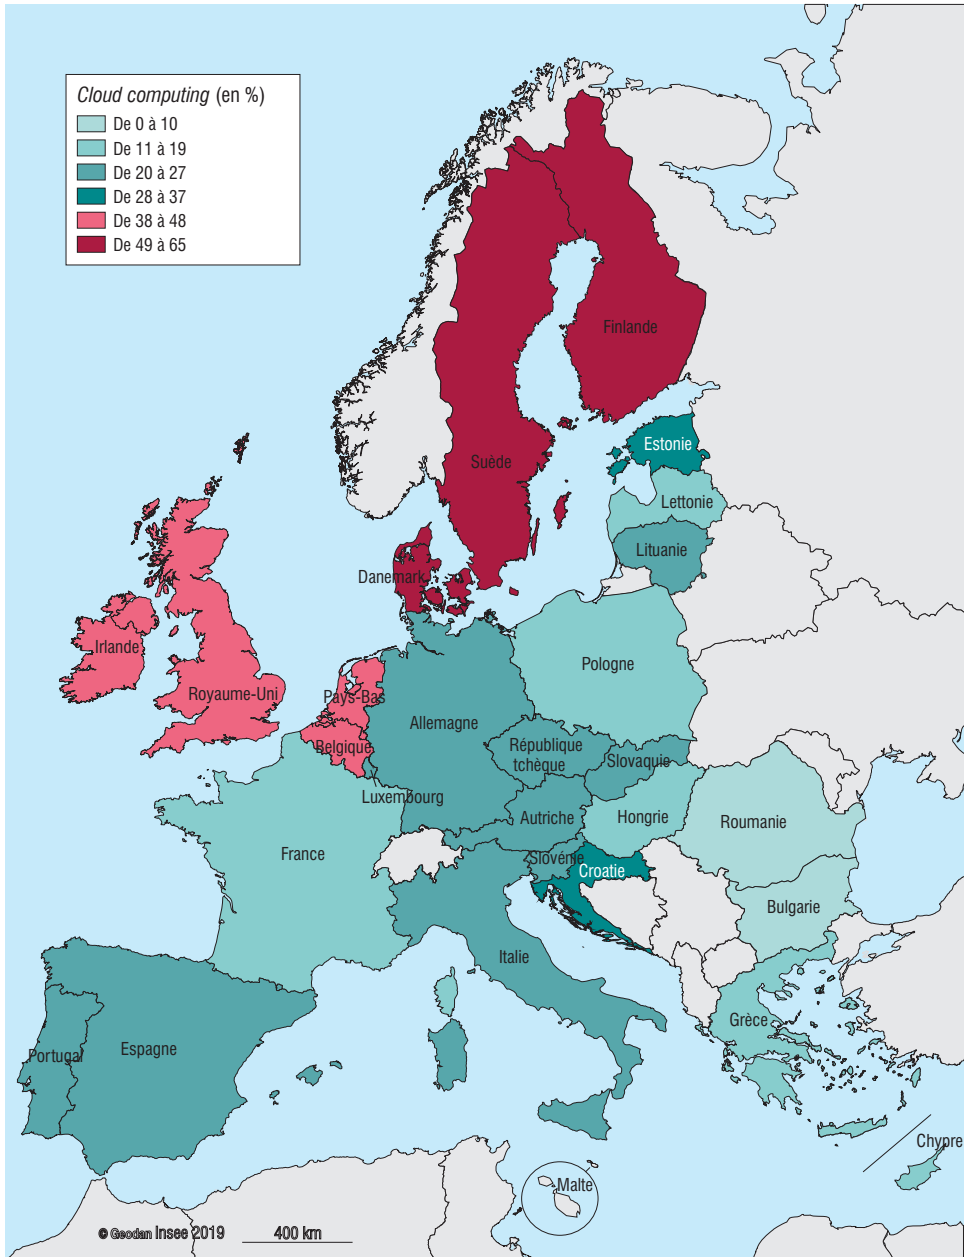 Cloud computing (en %)
De 0 à 10
De 11 à 19
De 20 à 27
De 28 à 37
De 38 à 48
De 49 à 65
Finlande
Estonie
Suède
Lettonie
Lituanie
Danemark
Irlande
Pologne
Royaume-Uni
Pays-Bas
Allemagne
Belgique
République
tchèque
Slovaquie
Luxembourg
Autriche
Hongrie
Roumanie
France
Slovénie
Croatie
Bulgarie
Italie
Grèce
Portugal
Espagne
Chypre
Malte
© Geodan Insee 2019
400 km